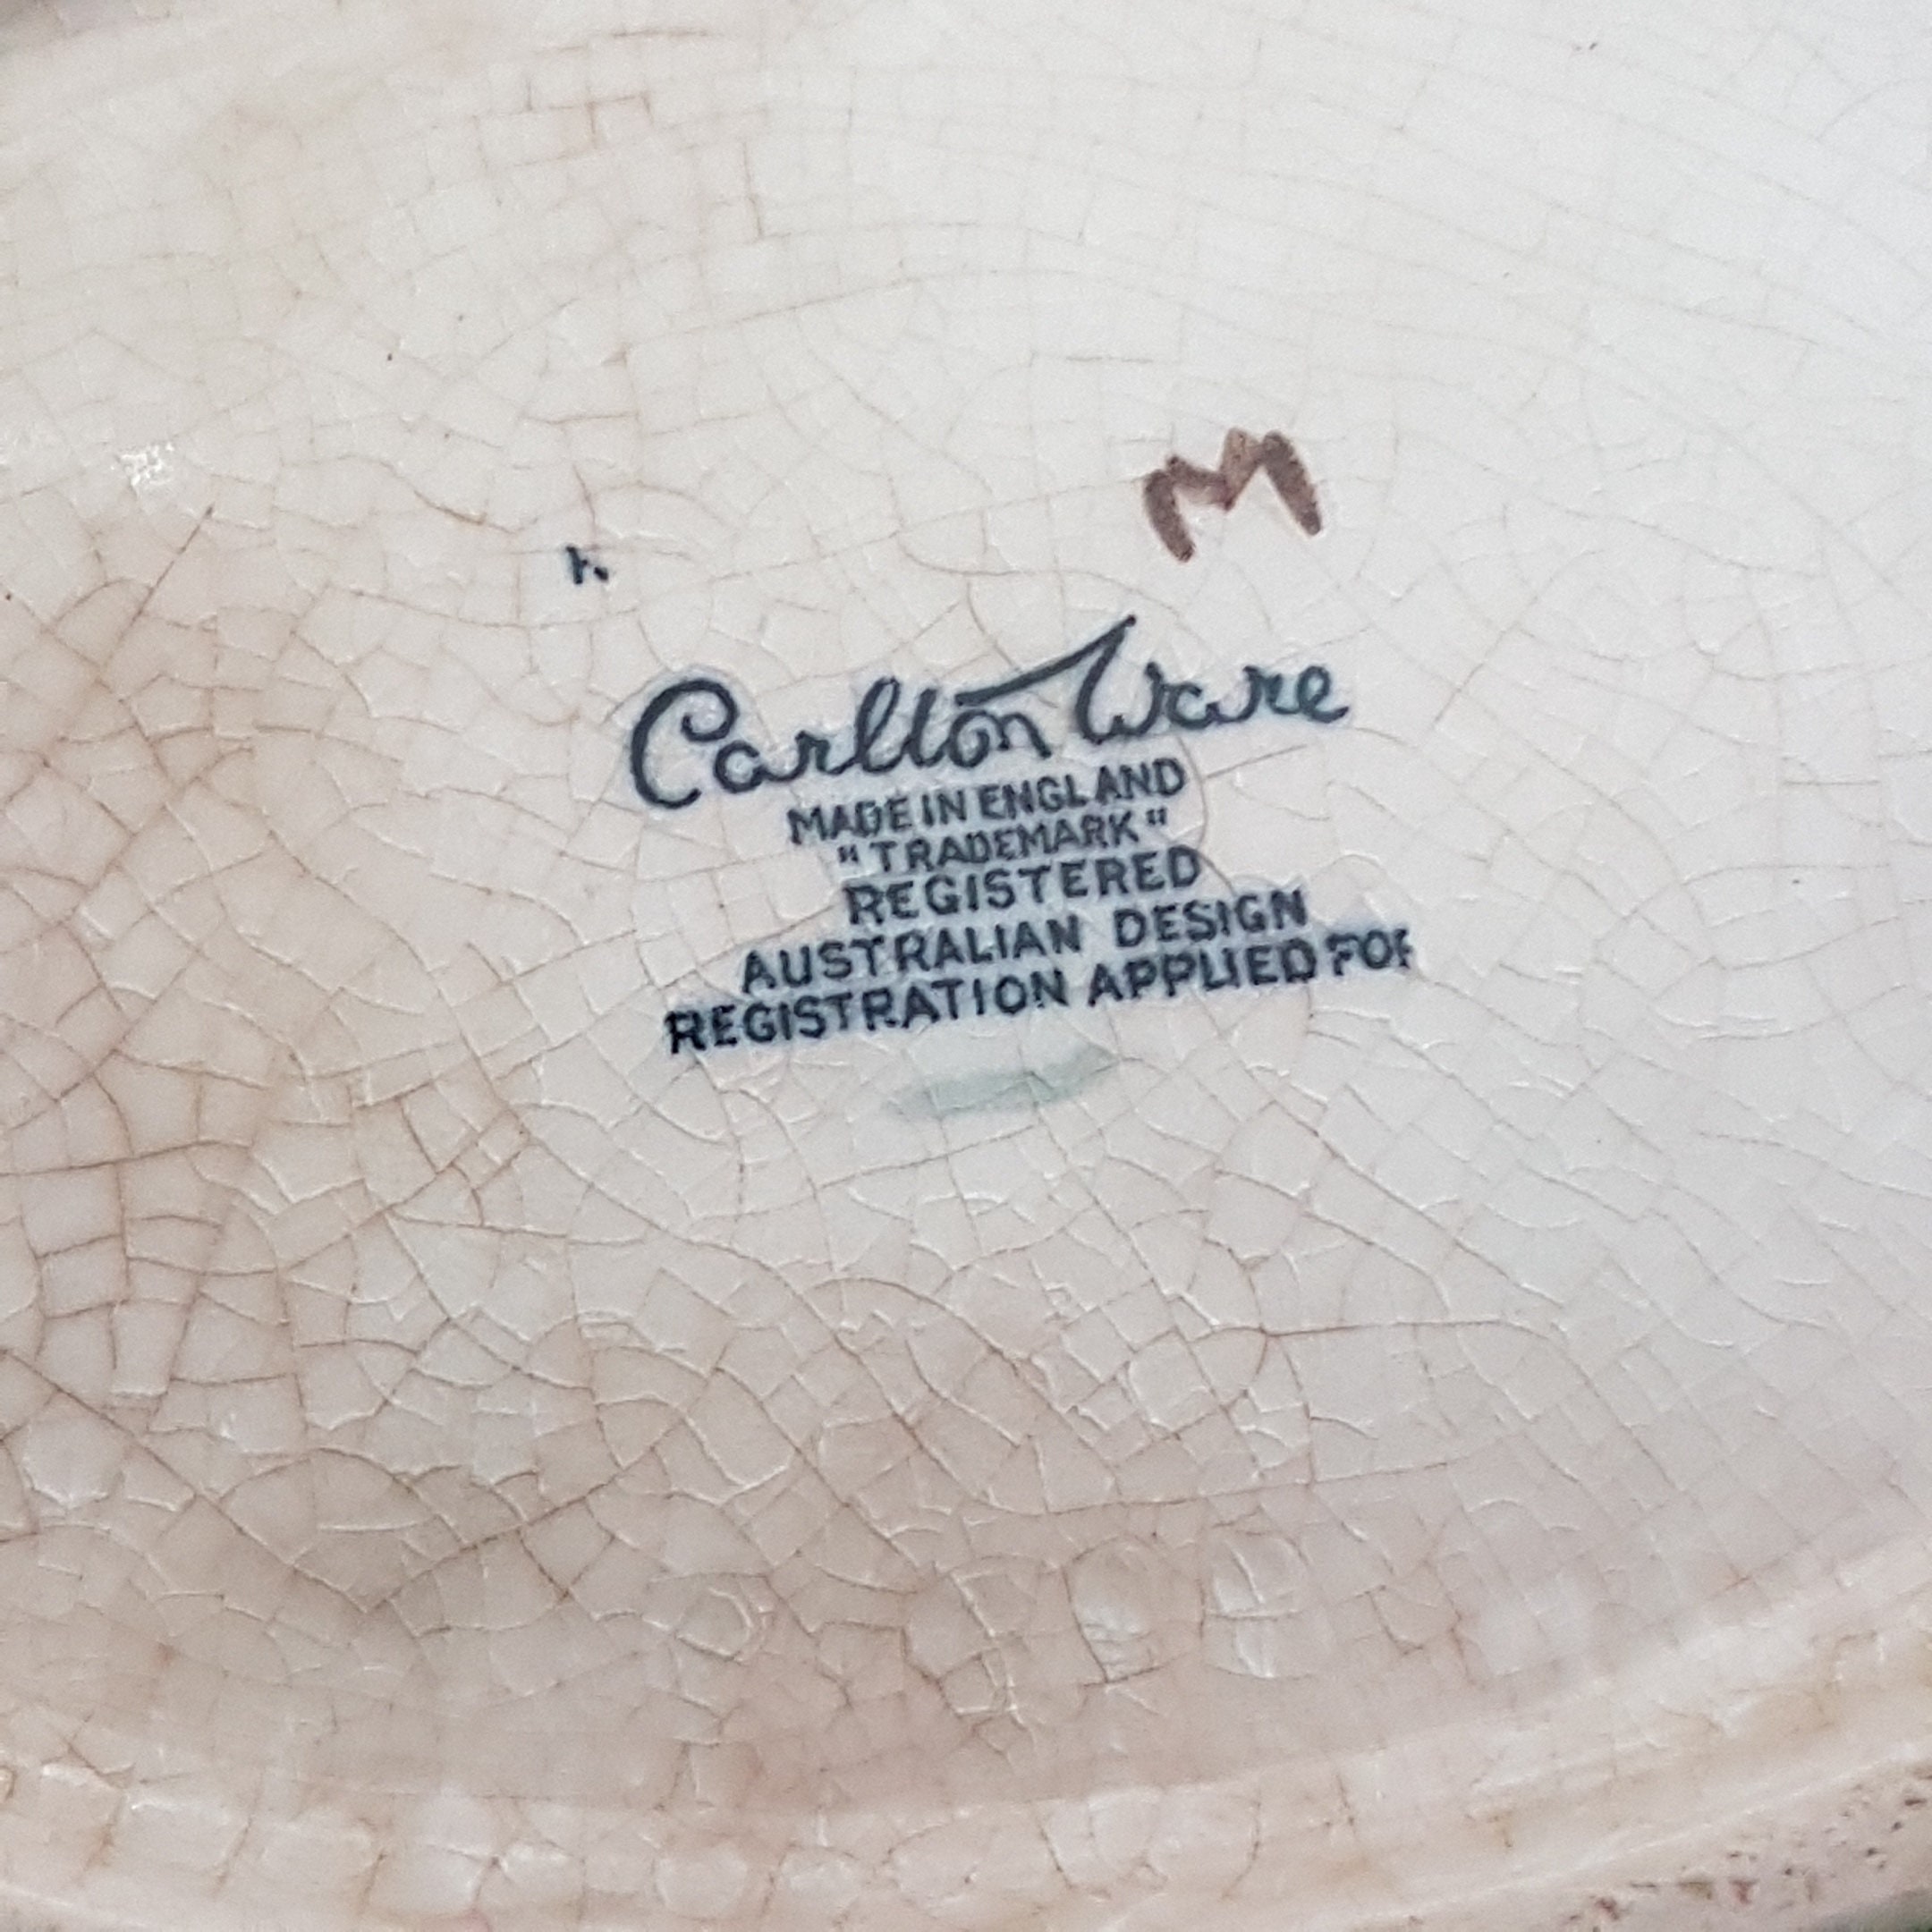 M
Carlton Ware
MADE IN ENGLAND
"TRADEMARK"
REGISTERED
AUSTRALIAN DESIGN
REGISTRATION APPLIED FOR